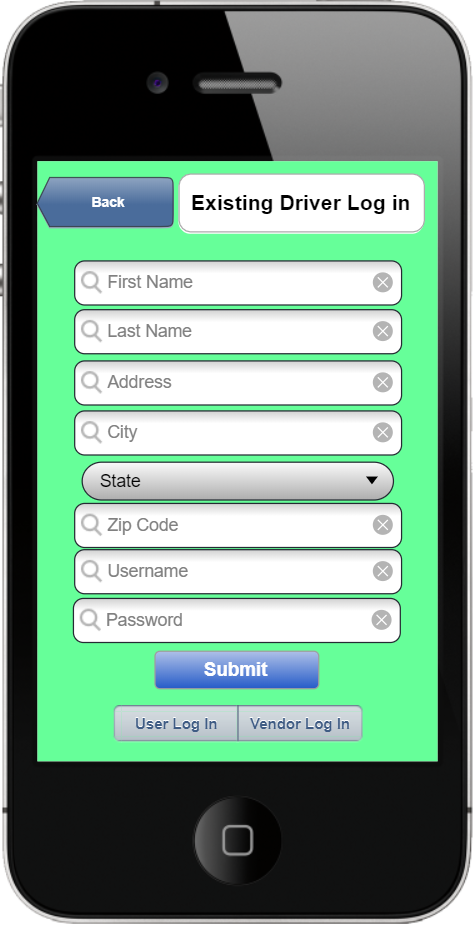 Back
Existing Driver Log in
First Name
Last Name
Address
City
State
Zip Code
Username
Password
Submit
User Log In
Vendor Log In